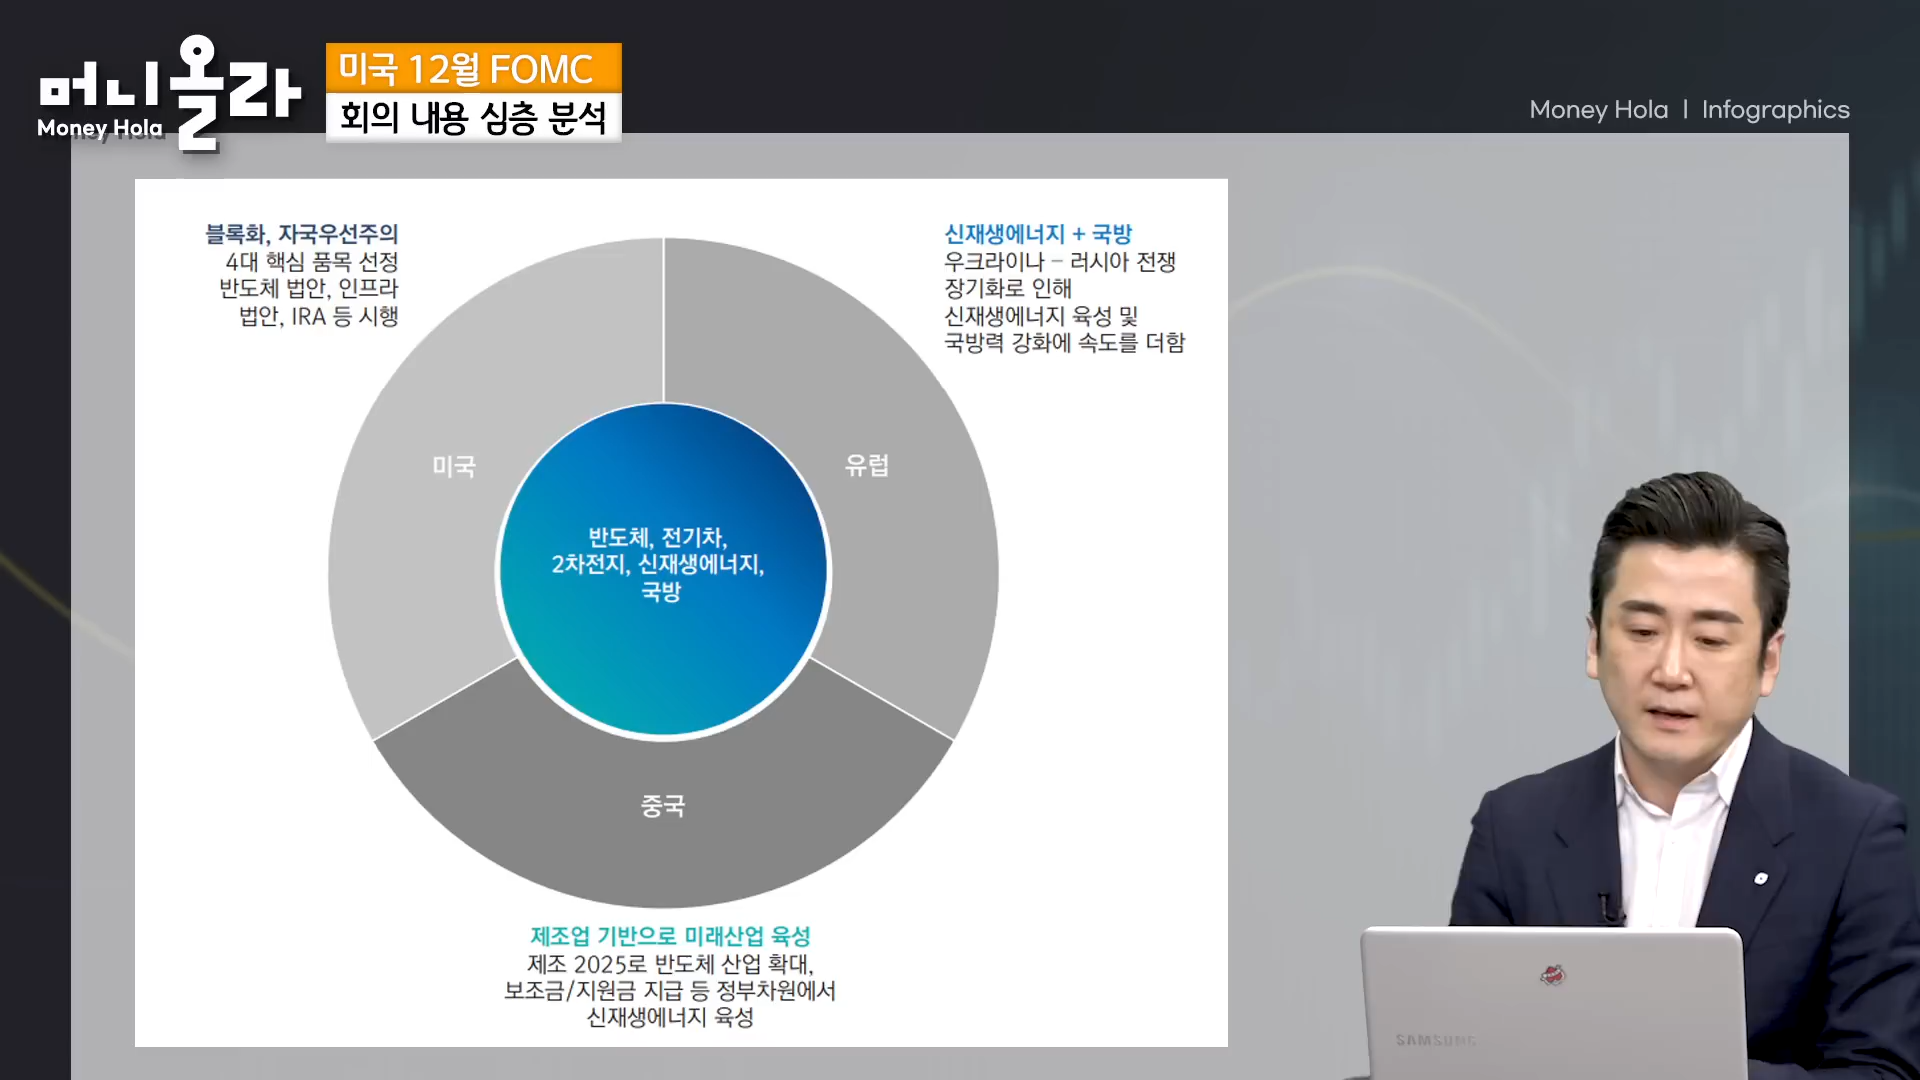 머니올라
Money Hola
미국 12월 FOMC
회의 내용 심층 분석
Money Hola | Infographics
블록화, 자국우선주의
4대 핵심 품목 선정
반도체 법안, 인프라
법안, IRA 등 시행
신재생에너지 + 국방
우크라이나 – 러시아 전쟁
장기화로 인해
신재생에너지 육성 및
국방력 강화에 속도를 더함
미국
유럽
반도체, 전기차,
2차전지, 신재생에너지,
국방
중국
제조업 기반으로 미래산업 육성
제조 2025로 반도체 산업 확대,
보조금/지원금 지급 등 정부차원에서
신재생에너지 육성
SAMSUNG